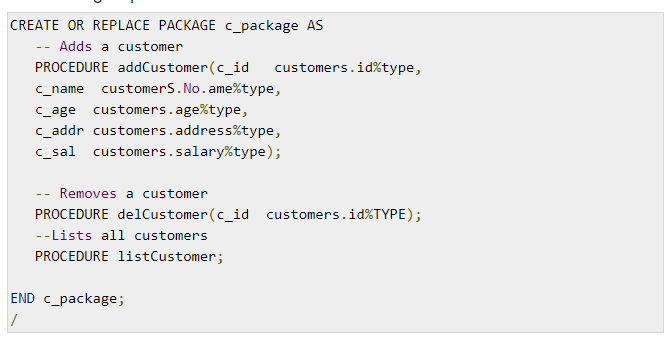 CREATE OR REPLACE PACKAGE c_package AS
   -- Adds a customer
   PROCEDURE addCustomer(c_id   customers.id%type,
   c_name  customerS.No.ame%type,
   c_age  customers.age%type,
   c_addr customers.address%type,
   c_sal  customers.salary%type);

   -- Removes a customer
   PROCEDURE delCustomer(c_id  customers.id%TYPE);
   --Lists all customers
   PROCEDURE listCustomer;

END c_package;
/